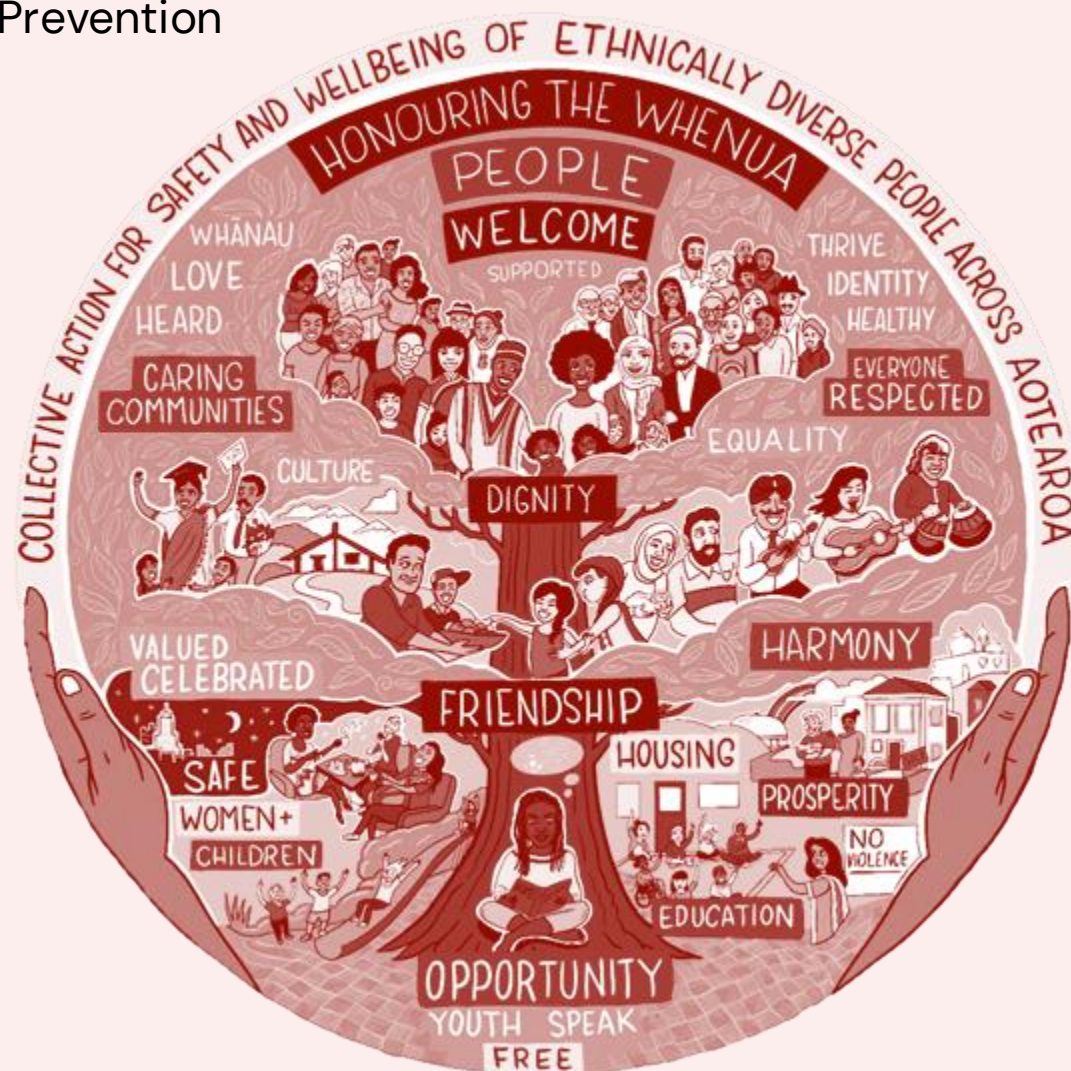 Prevention
COLLECTIVE ACTION FOR SAFETY AND WELLBEING OF ETHNICALLY DIVERSE PEOPLE ACROSS AOTEAROA
HONOURING THE WHENUA
PEOPLE
WELCOME
SUPPORTED
WHĀNAU
LOVE
HEARD
THRIVE
IDENTITY
HEALTHY
CARING
COMMUNITIES
EVERYONE
RESPECTED
EQUALITY
CULTURE
DIGNITY
VALUED
CELEBRATED
HARMONY
FRIENDSHIP
SAFE
WOMEN+
CHILDREN
HOUSING
PROSPERITY
NO
VIOLENCE
EDUCATION
OPPORTUNITY
YOUTH SPEAK
FREE